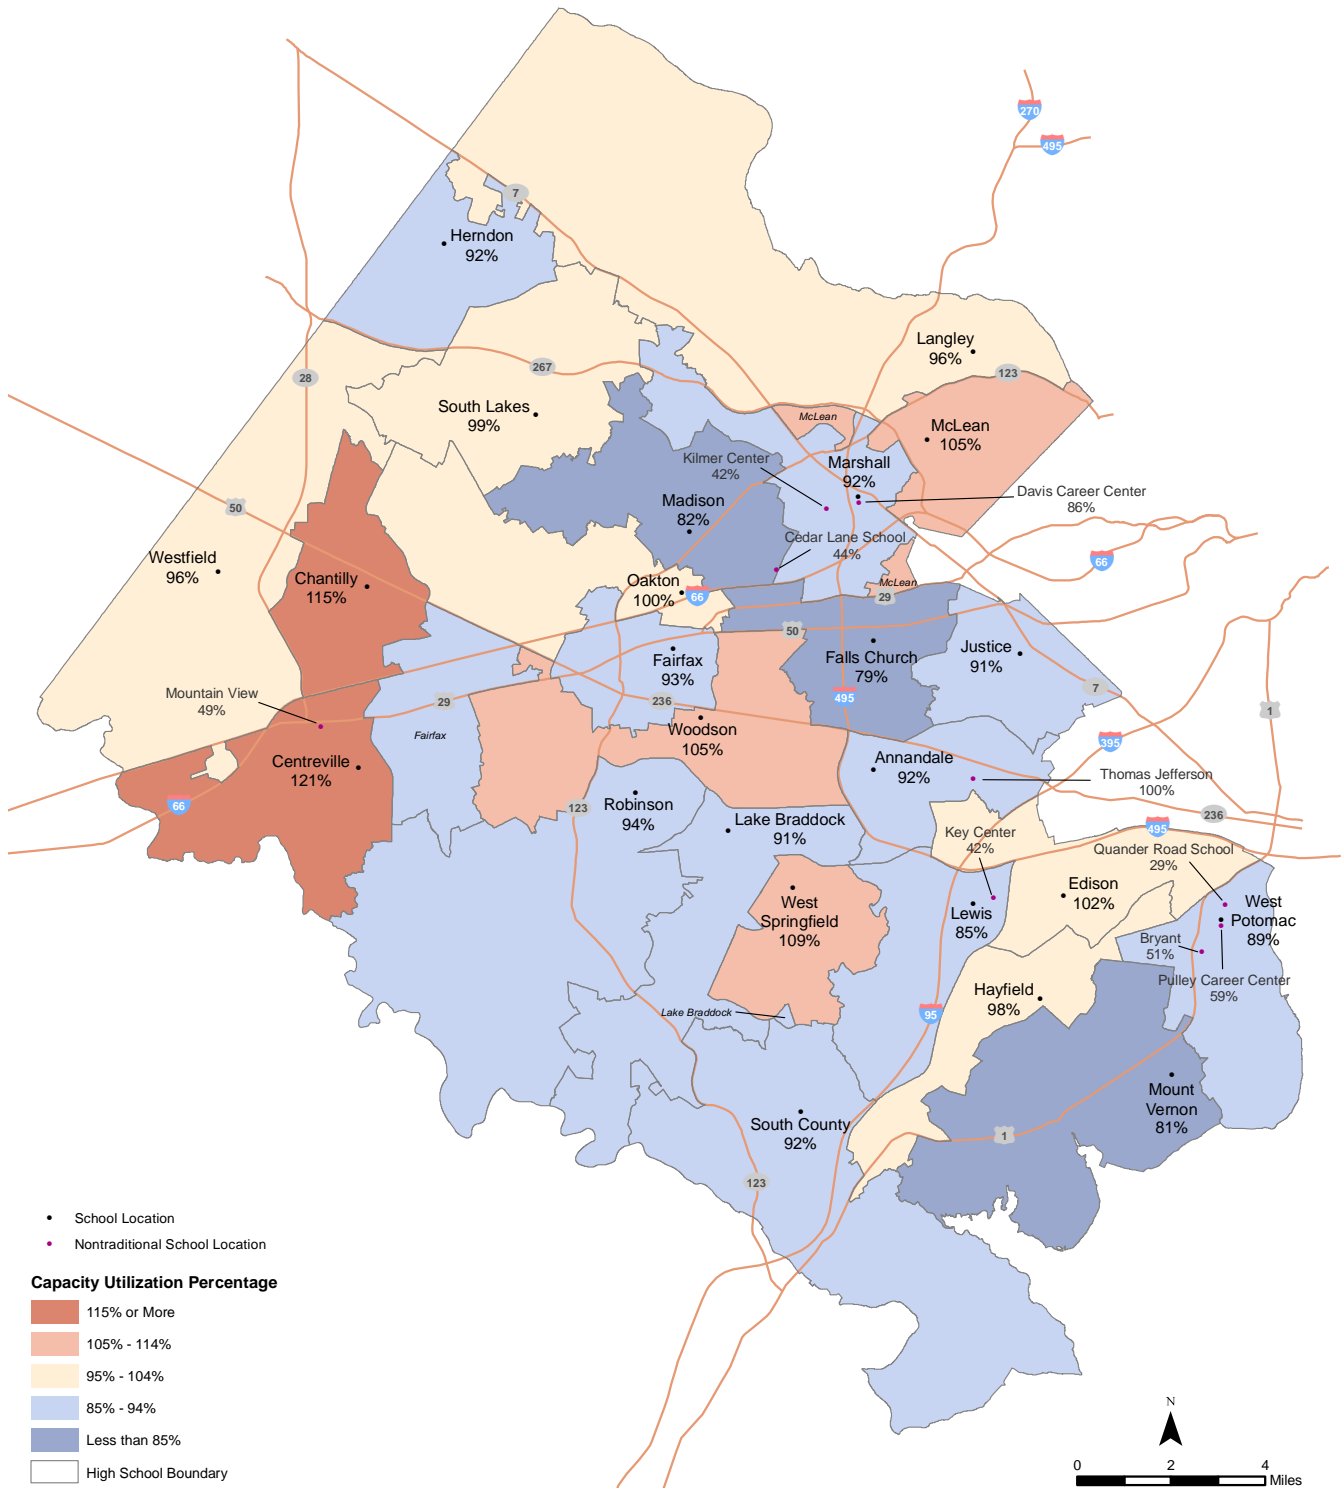 270
495
7
Herndon
92%
Langley
96%
123
267
28
South Lakes
99%
McLean
McLean
105%
Kilmer Center
42%
Marshall
92%
Davis Career Center
86%
50
Madison
82%
Cedar Lane School
44%
Westfield
96%
66
Chantilly
115%
Oakton
100%
66
McLean
29
50
Fairfax
93%
Falls Church
79%
Justice
91%
Mountain View
49%
29
236
495
7
1
Fairfax
Woodson
105%
395
Centreville
121%
Annandale
92%
Thomas Jefferson
100%
66
123
Robinson
94%
Lake Braddock
91%
236
495
Key Center
42%
Quander Road School
29%
West
Springfield
109%
Lewis
85%
Edison
102%
West
Potomac
89%
Bryant
51%
Pulley Career Center
59%
Hayfield
98%
Lake Braddock
95
Mount
Vernon
81%
South County
92%
1
123
School Location
Nontraditional School Location
Capacity Utilization Percentage
115% or More
105% - 114%
95% - 104%
85% - 94%
Less than 85%
High School Boundary
N
0 2 4
Miles